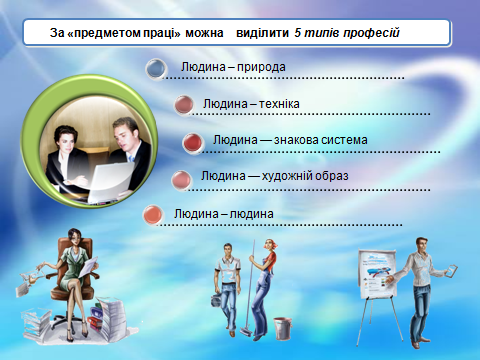 За «предметом праці» можна виділити 5 типів професій
Людина – природа
Людина – техніка
Людина — знакова система
Людина — художній образ
Людина – людина